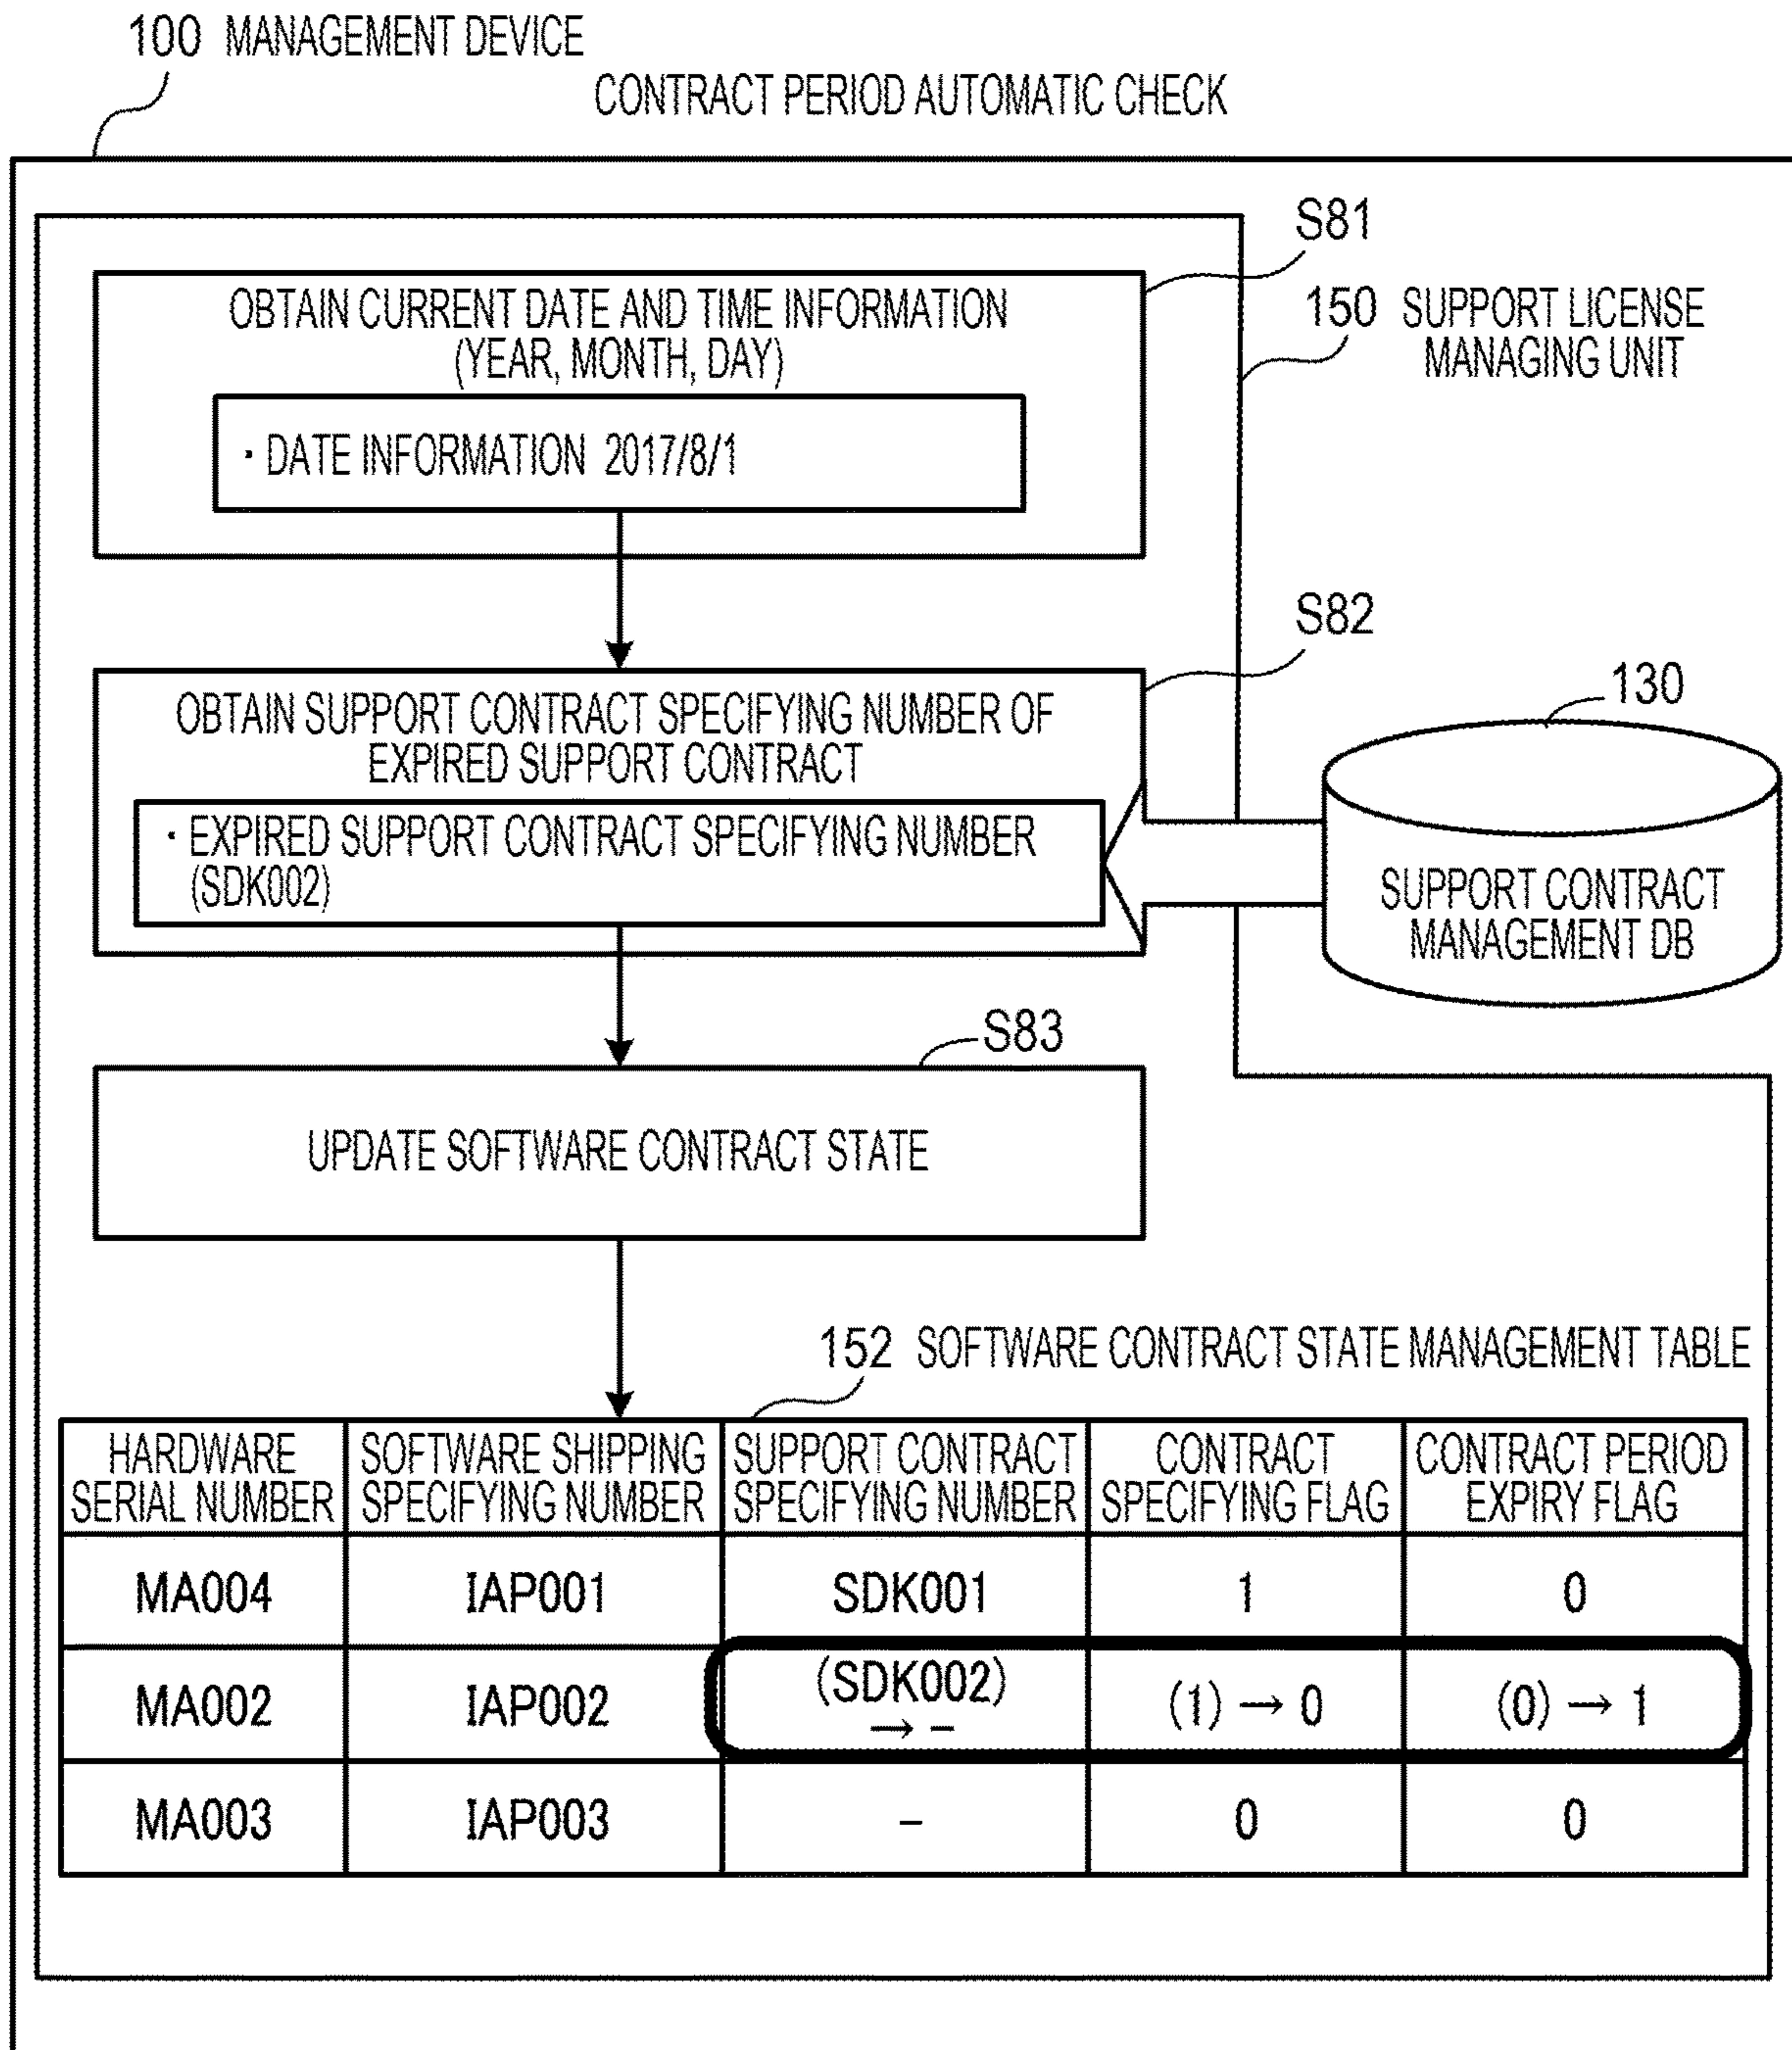 100 MANAGEMENT DEVICE
CONTRACT PERIOD AUTOMATIC CHECK
S81
OBTAIN CURRENT DATE AND TIME INFORMATION
(YEAR, MONTH, DAY)
· DATE INFORMATION 2017/8/1
150 SUPPORT LICENSE
MANAGING UNIT
S82
OBTAIN SUPPORT CONTRACT SPECIFYING NUMBER OF
EXPIRED SUPPORT CONTRACT
· EXPIRED SUPPORT CONTRACT SPECIFYING NUMBER
(SDK002)
130
SUPPORT CONTRACT
MANAGEMENT DB
S83
UPDATE SOFTWARE CONTRACT STATE
152 SOFTWARE CONTRACT STATE MANAGEMENT TABLE
HARDWARE SOFTWARE SHIPPING SUPPORT CONTRACT CONTRACT CONTRACT PERIOD
SERIAL NUMBER SPECIFYING NUMBER SPECIFYING NUMBER SPECIFYING FLAG EXPIRY FLAG
MA004 IAP001 SDK001 1 0
MA002 IAP002 (SDK002) (1) → 0 (0) → 1
→ −
MA003 IAP003 − 0 0